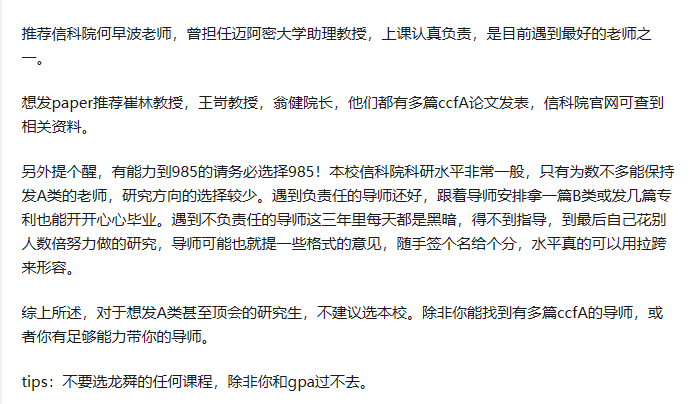 推荐信科院何早波老师，曾担任迈阿密大学助理教授，上课认真负责，是目前遇到最好的老师之
一。
想发paper推荐崔林教授，王岢教授，翁健院长，他们都有多篇ccfA论文发表，信科院官网可查到
相关资料。
另外提个醒，有能力到985的请务必选择985！本校信科院科研水平非常一般，只有为数不多能保持
发A类的老师，研究方向的选择较少。遇到负责任的导师还好，跟着导师安排拿一篇B类或发几篇专
利也能开开心心毕业。遇到不负责任的导师这三年里每天都是黑暗，得不到指导，到最后自己花别
人数倍努力做的研究，导师可能也就提一些格式的意见，随手签个名给个分，水平真的可以用拉跨
来形容。
综上所述，对于想发A类甚至顶会的研究生，不建议选本校。除非你能找到有多篇ccfA的导师，或
者你有足够能力带你的导师。
tips：不要选龙舜的任何课程，除非你和gpa过不去。